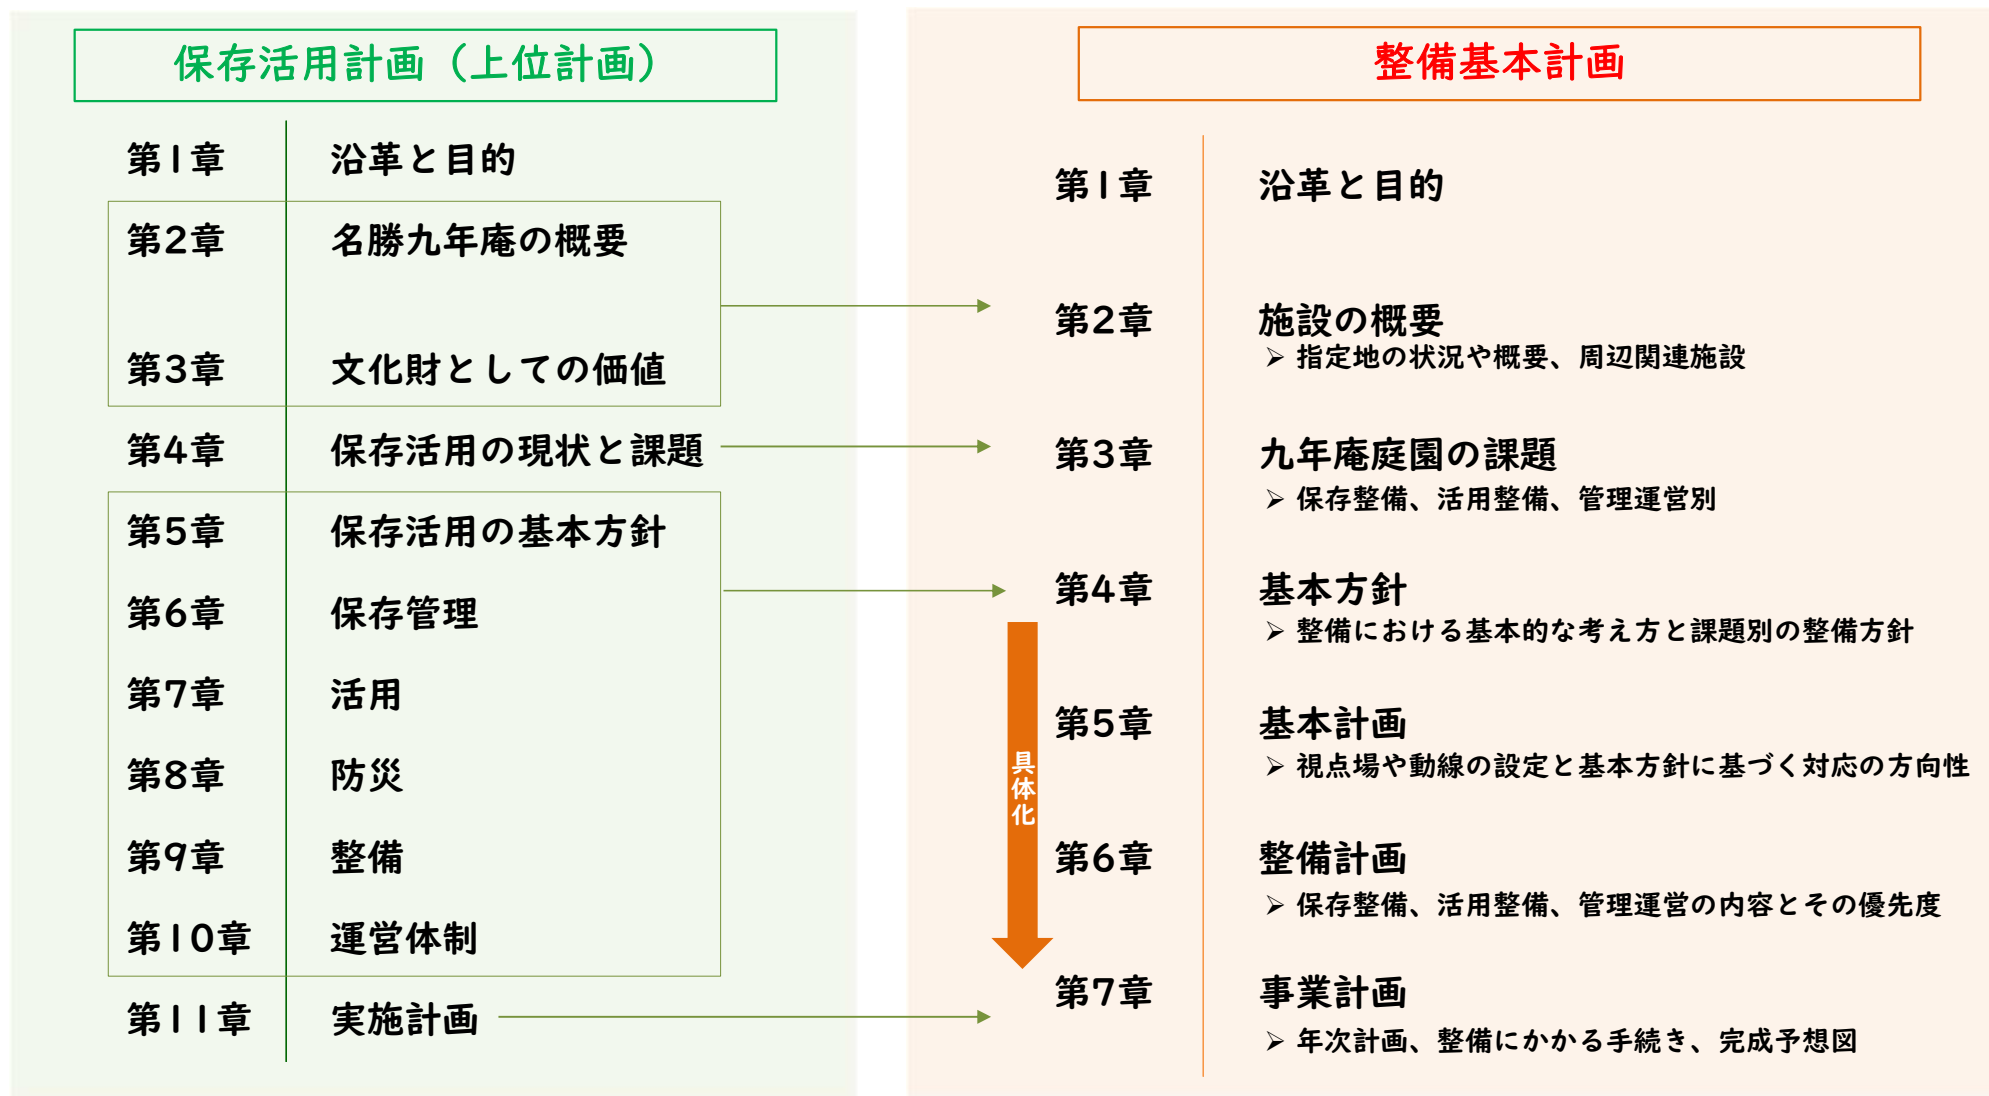 保存活用計画（上位計画）
第1章 沿革と目的
第2章 名勝九年庵の概要
第3章 文化財としての価値
第4章 保存活用の現状と課題
第5章 保存活用の基本方針
第6章 保存管理
第7章 活用
第8章 防災
第9章 整備
第10章 運営体制
第11章 実施計画
整備基本計画
第1章 沿革と目的
第2章 施設の概要
➢ 指定地の状況や概要、周辺関連施設
第3章 九年庵庭園の課題
➢ 保存整備、活用整備、管理運営別
第4章 基本方針
➢ 整備における基本的な考え方と課題別の整備方針
具体化
第5章 基本計画
➢ 視点場や動線の設定と基本方針に基づく対応の方向性
第6章 整備計画
➢ 保存整備、活用整備、管理運営の内容とその優先度
第7章 事業計画
➢ 年次計画、整備にかかる手続き、完成予想図